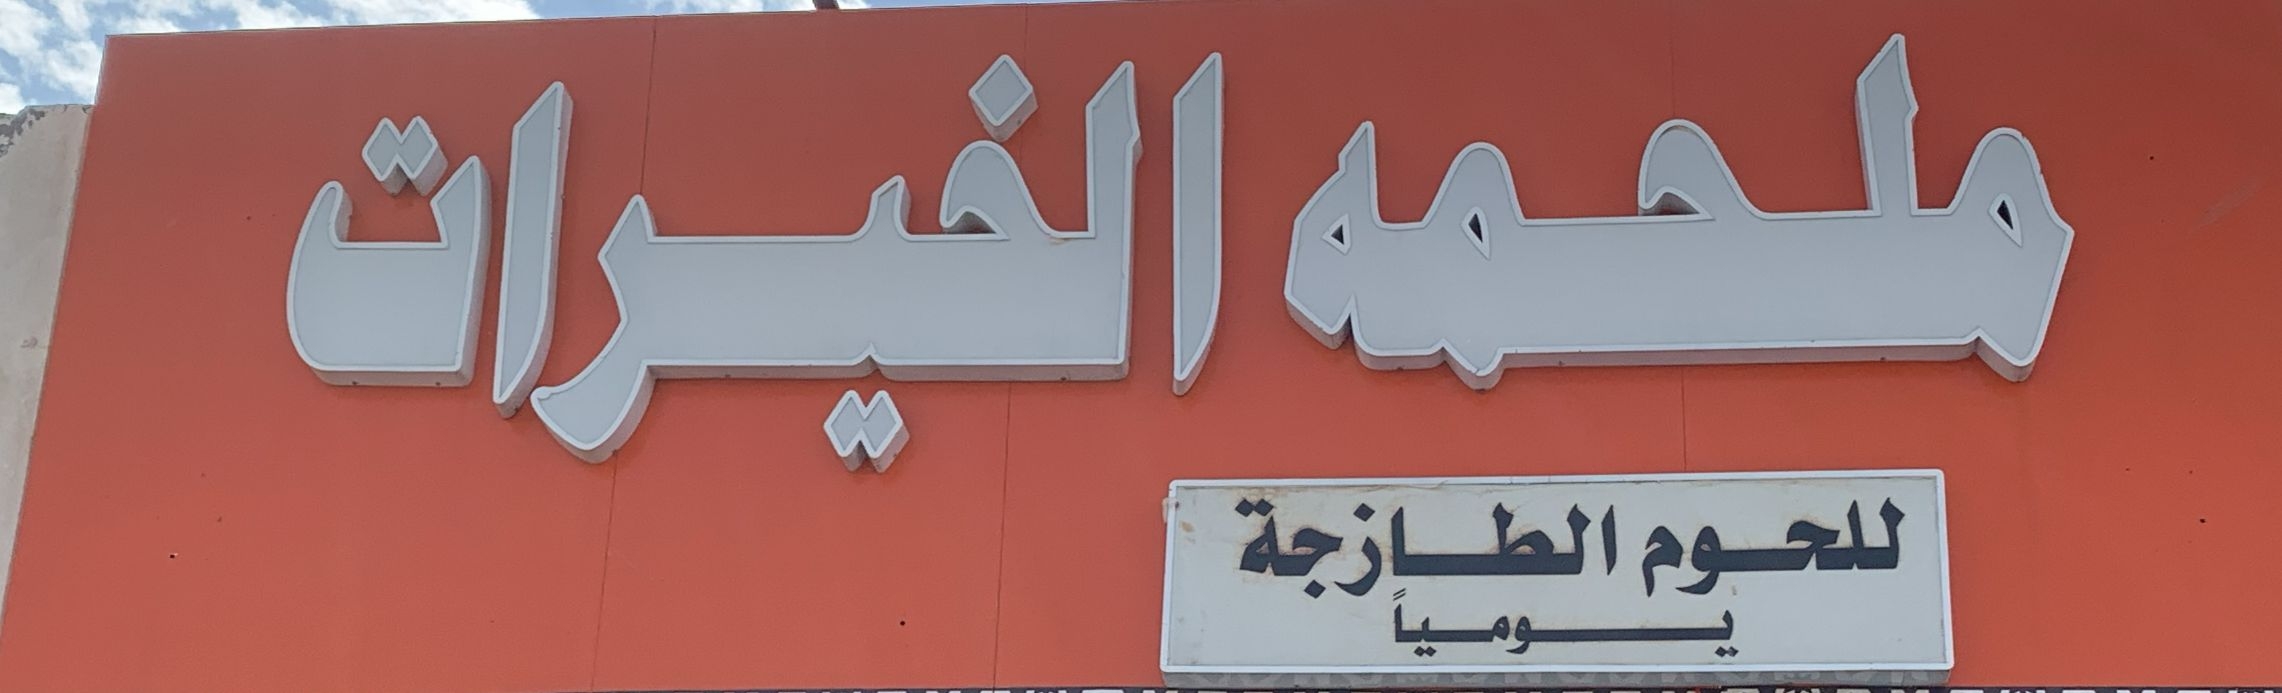 ملحمه الخيرات
للحوم الطازجة
يومياً